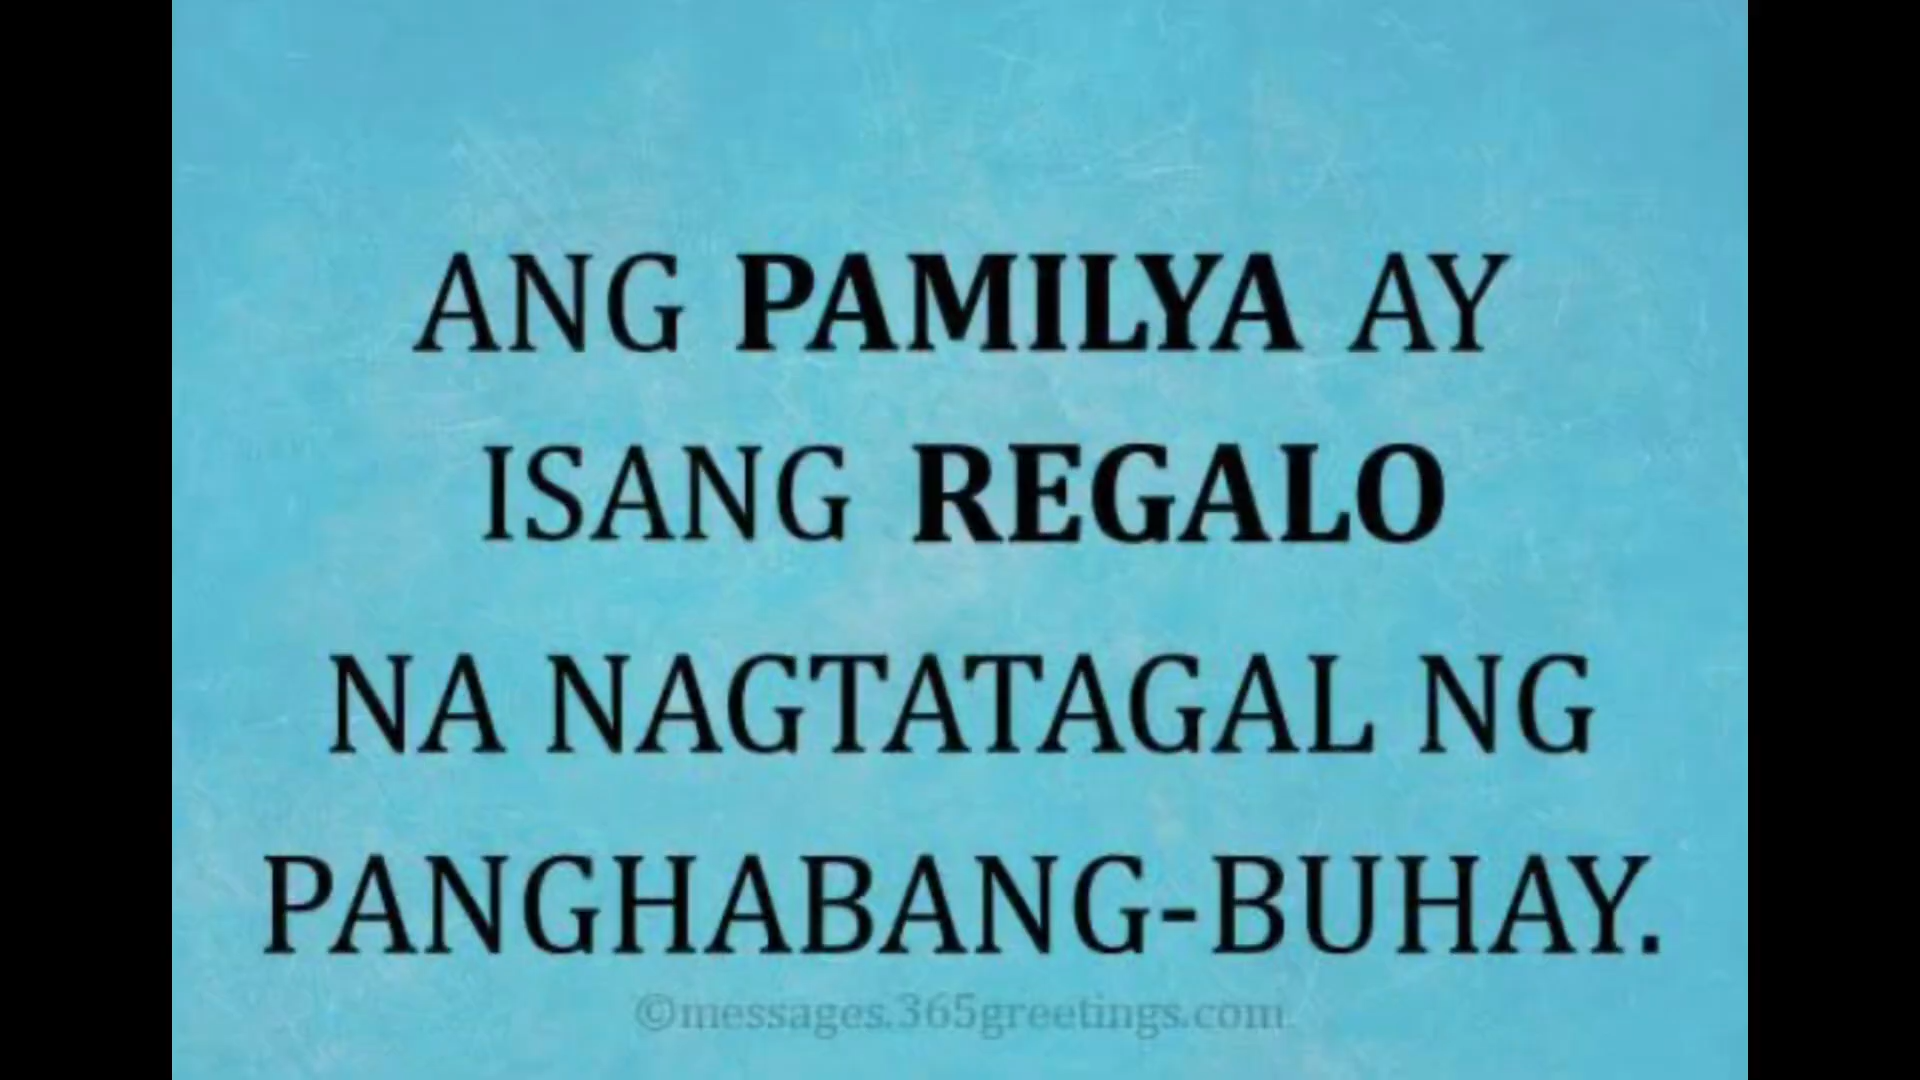 ANG PAMILYA AY
ISANG REGALO
NA NAGTATAGAL NG
PANGHABANG-BUHAY.
©messages.365greetings.com